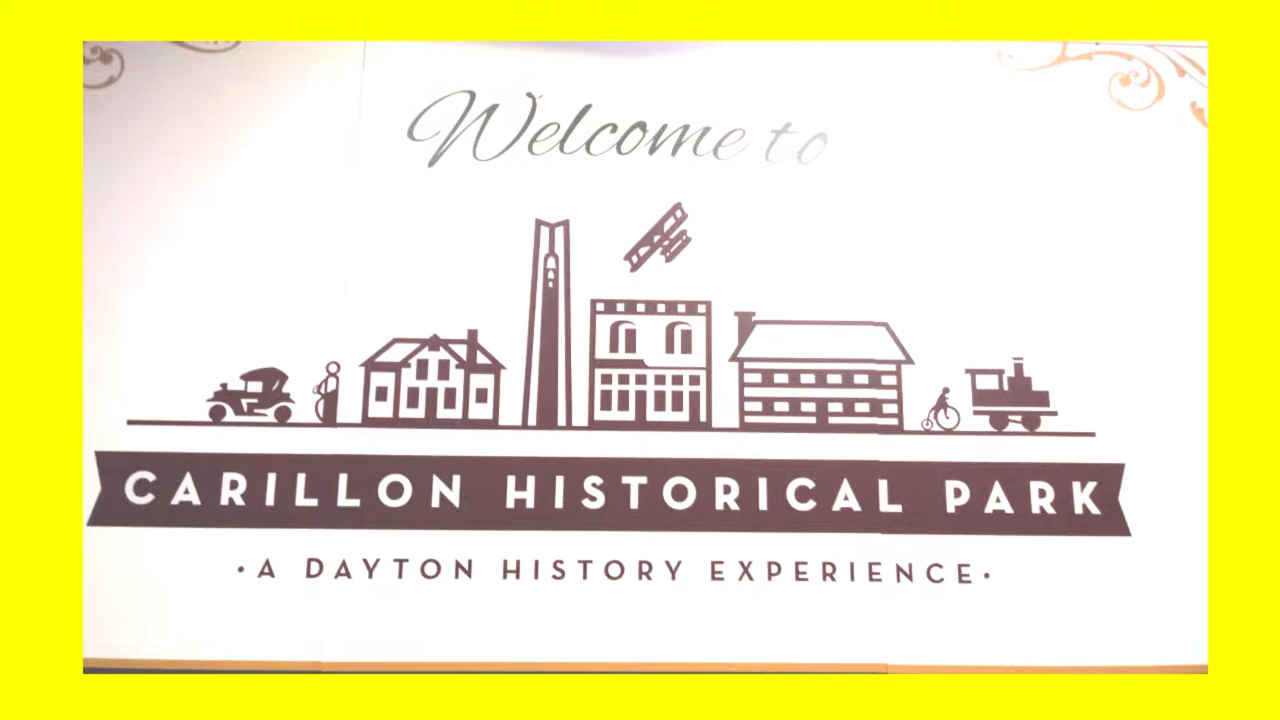 Welcome to
CARILLON HISTORICAL PARK
·A DAYTON HISTORY EXPERIENCE·